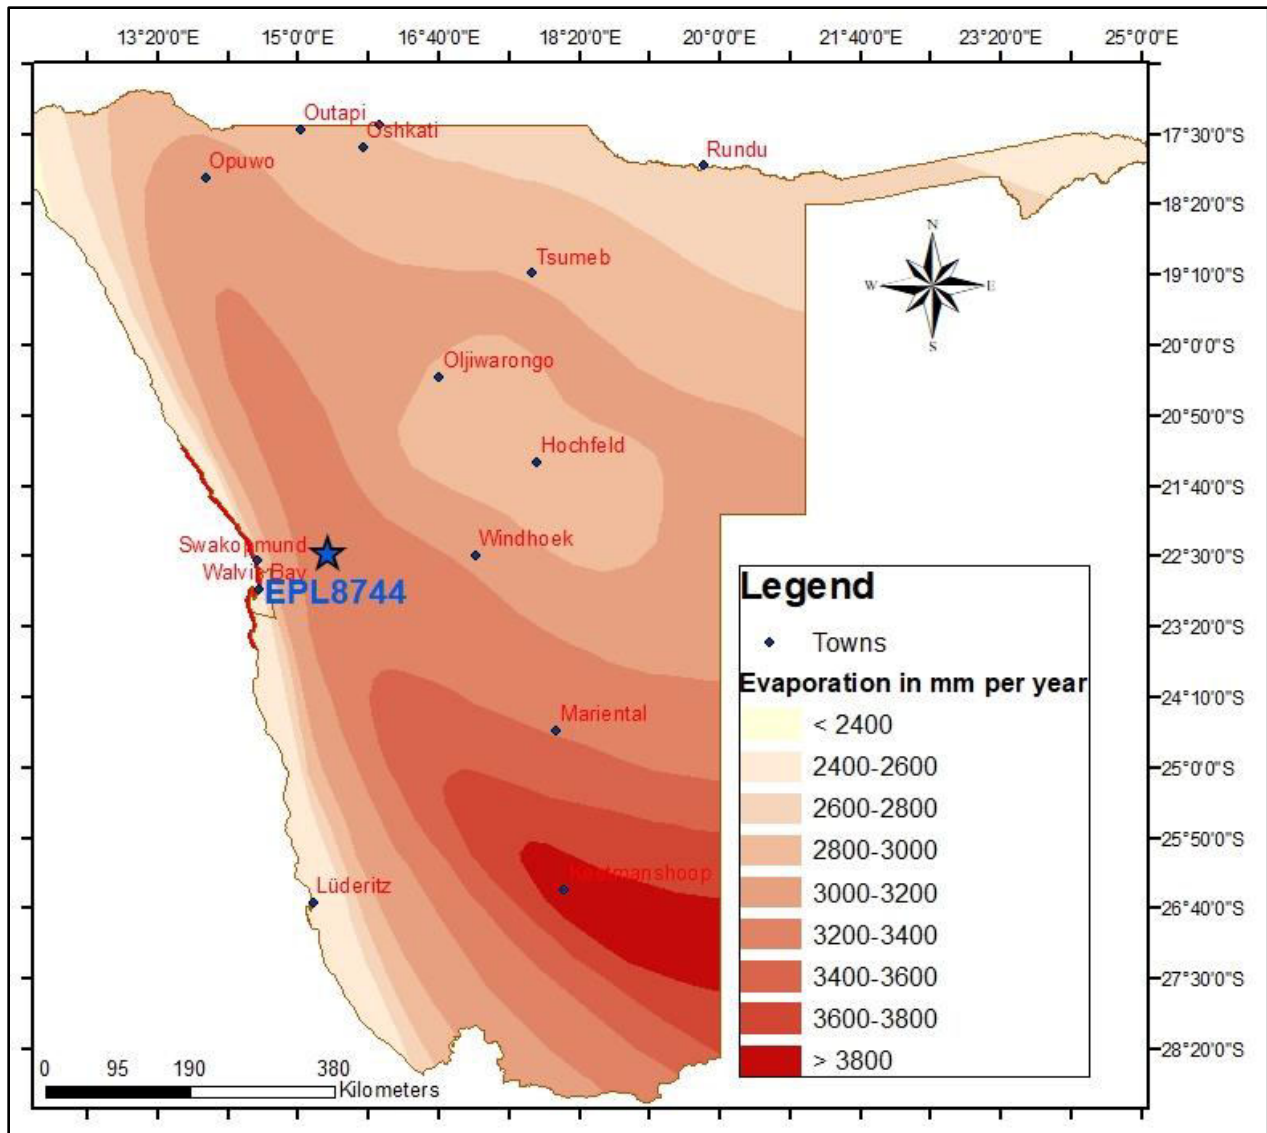 13°20'0"E 15°0'0"E 16°40'0"E 18°20'0"E 20°0'0"E 21°40'0"E 23°20'0"E 25°0'0"E
Outapi
Oshkati
Opuwo
Rundu
17°30'0"S
18°20'0"S
N
W E
S
Tsumeb
19°10'0"S
20°0'0"S
Oljiwarongo
20°50'0"S
Hochfeld
21°40'0"S
Swakopmund
Windhoek
22°30'0"S
Walvis Bay
EPL8744
23°20'0"S
24°10'0"S
Mariental
25°0'0"S
25°50'0"S
Keetmanshoop
Lüderitz
26°40'0"S
27°30'0"S
28°20'0"S
Legend
Towns
Evaporation in mm per year
< 2400
2400-2600
2600-2800
2800-3000
3000-3200
3200-3400
3400-3600
3600-3800
> 3800
0 95 190 380
Kilometers